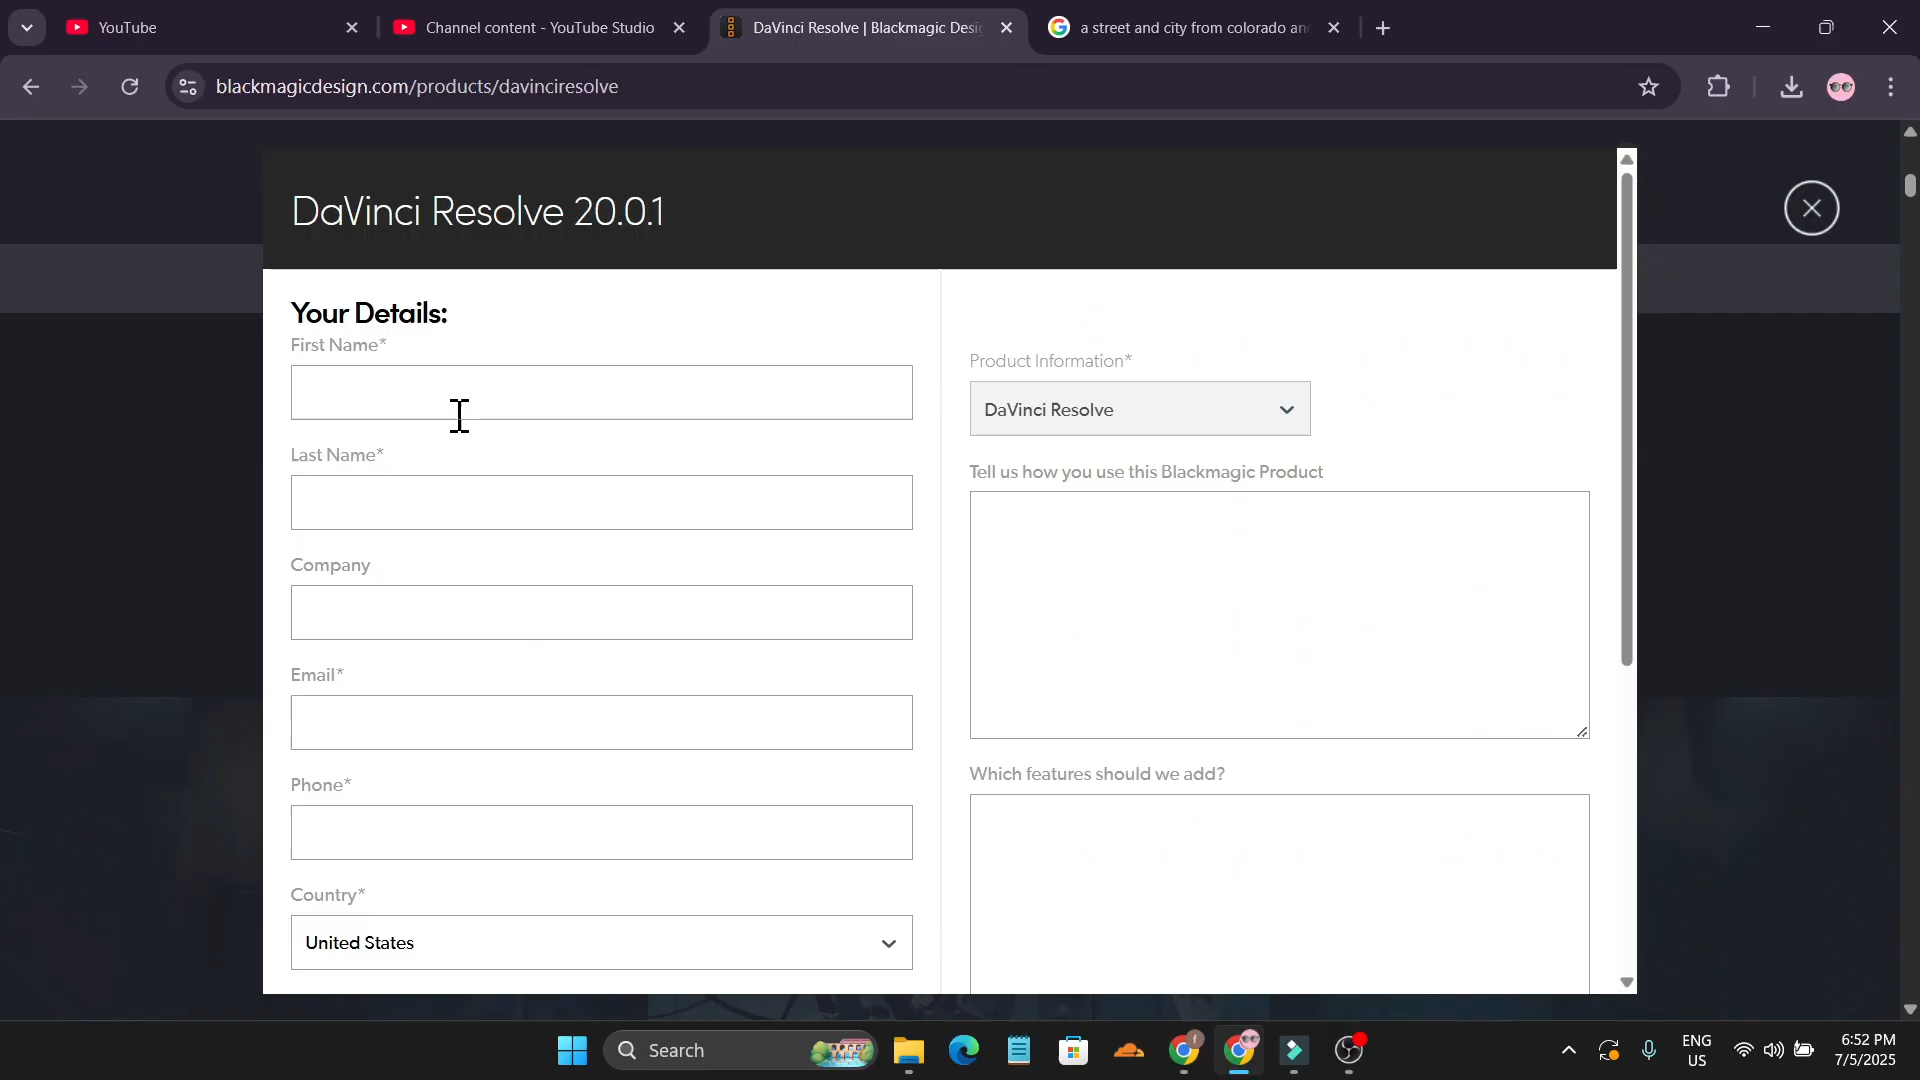 YouTube
Channel content - YouTube Studio
DaVinci Resolve | Blackmagic Desi
a street and city from colorado an
blackmagicdesign.com/products/davinciresolve
DaVinci Resolve 20.0.1
Your Details:
First Name*
Last Name*
Company
Email*
Phone*
Country*
United States
Product Information*
DaVinci Resolve
Tell us how you use this Blackmagic Product
Which features should we add?
Search
ENG
US
6:52 PM
7/5/2025